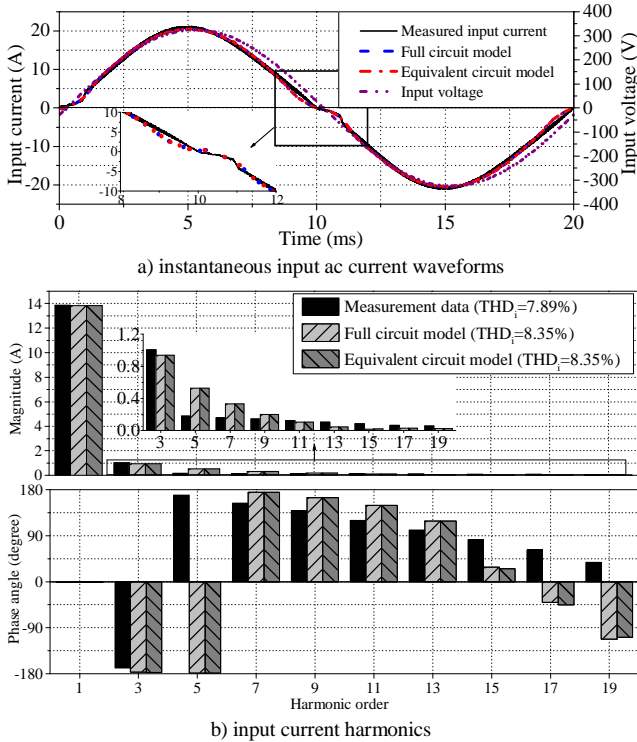 Measured input current
Full circuit model
Equivalent circuit model
Input voltage
Input current (A)
20
10
0
-10
-20
400
300
200
100
0
-100
-200
-300
-400
Input voltage (V)
10
5
0
-5
-10
8
10
12
0
5
10
15
20
Time (ms)
a) instantaneous input ac current waveforms
Measurement data (THDi=7.89%)
Full circuit model (THDi=8.35%)
Equivalent circuit model (THDi=8.35%)
Magnitude (A)
14
12
10
8
6
4
2
0
1.2
0.8
0.4
0.0
3 5 7 9 11 13 15 17 19
Phase angle (degree)
180
90
0
-90
-180
1 3 5 7 9 11 13 15 17 19
Harmonic order
b) input current harmonics